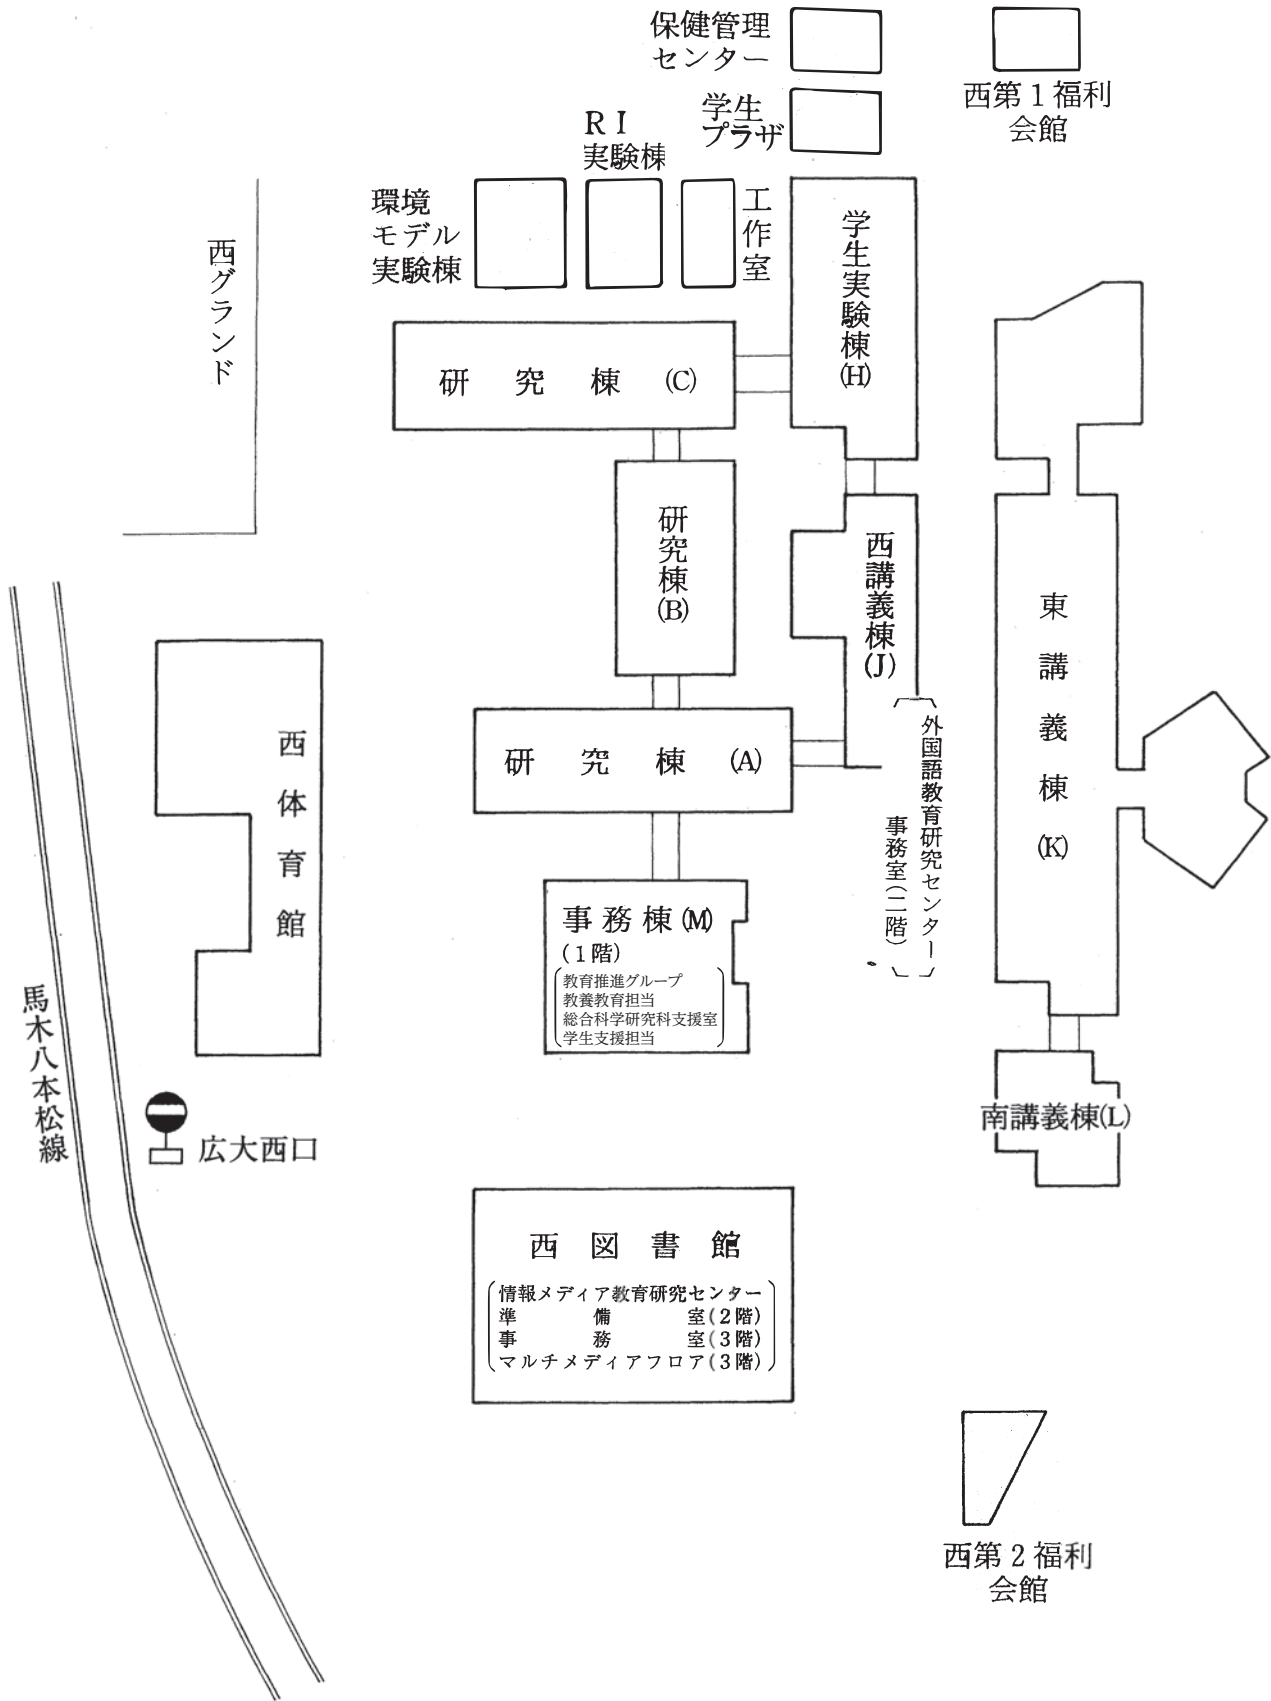 保健管理
センター
西第1福利
会館
学生
プラザ
RI
実験棟
環境
モデル
実験棟
工作室
西グランド
学生実験棟(H)
研究棟(C)
研究棟(B)
西講義棟(J)
東講義棟(K)
西体育館
研究棟(A)
外国語教育研究センター
事務室(二階)
事務棟(M)
(1階)
教育推進グループ
教養教育担当
総合科学研究科支援室
学生支援担当
馬木八本松線
広大西口
南講義棟(L)
西図書館
情報メディア教育研究センター
準備室(2階)
事務室(3階)
マルチメディアフロア(3階)
西第2福利
会館